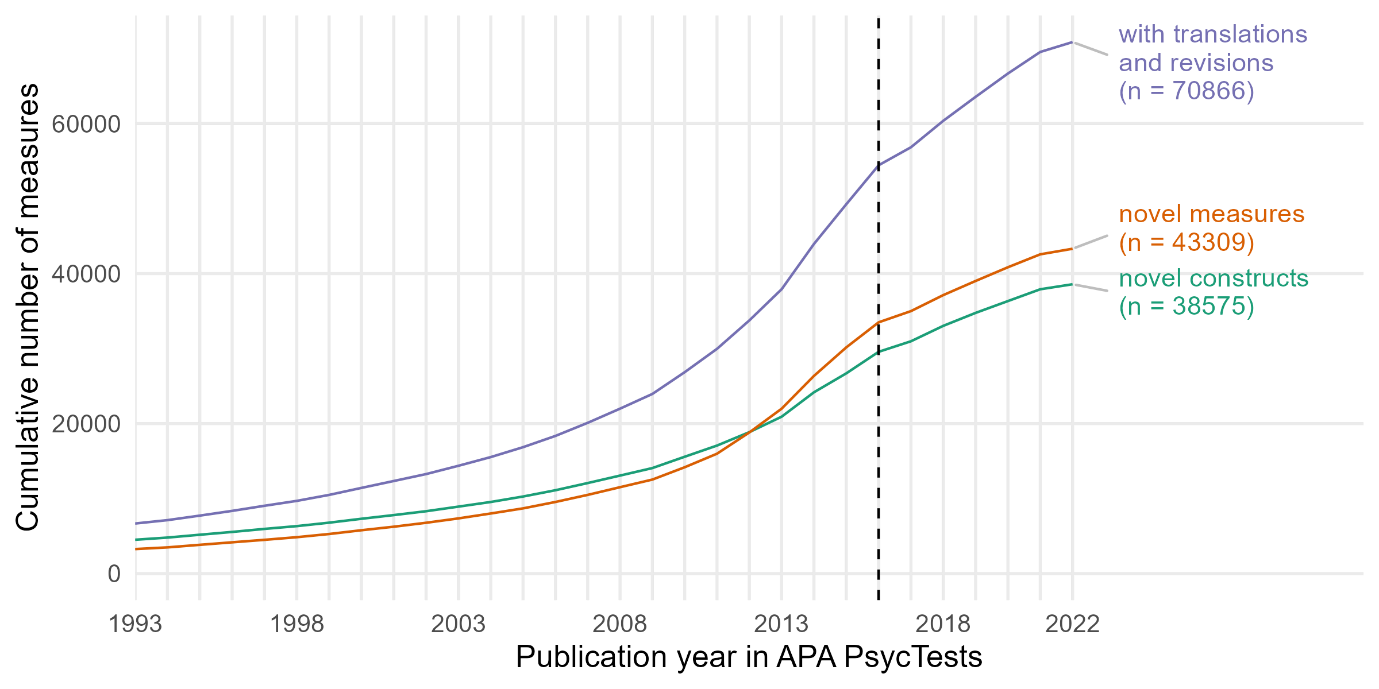 with translations
and revisions
(n = 70866)
novel measures
(n = 43309)
novel constructs
(n = 38575)
Cumulative number of measures
60000
40000
20000
0
1993 1998 2003 2008 2013 2018 2022
Publication year in APA PsycTests